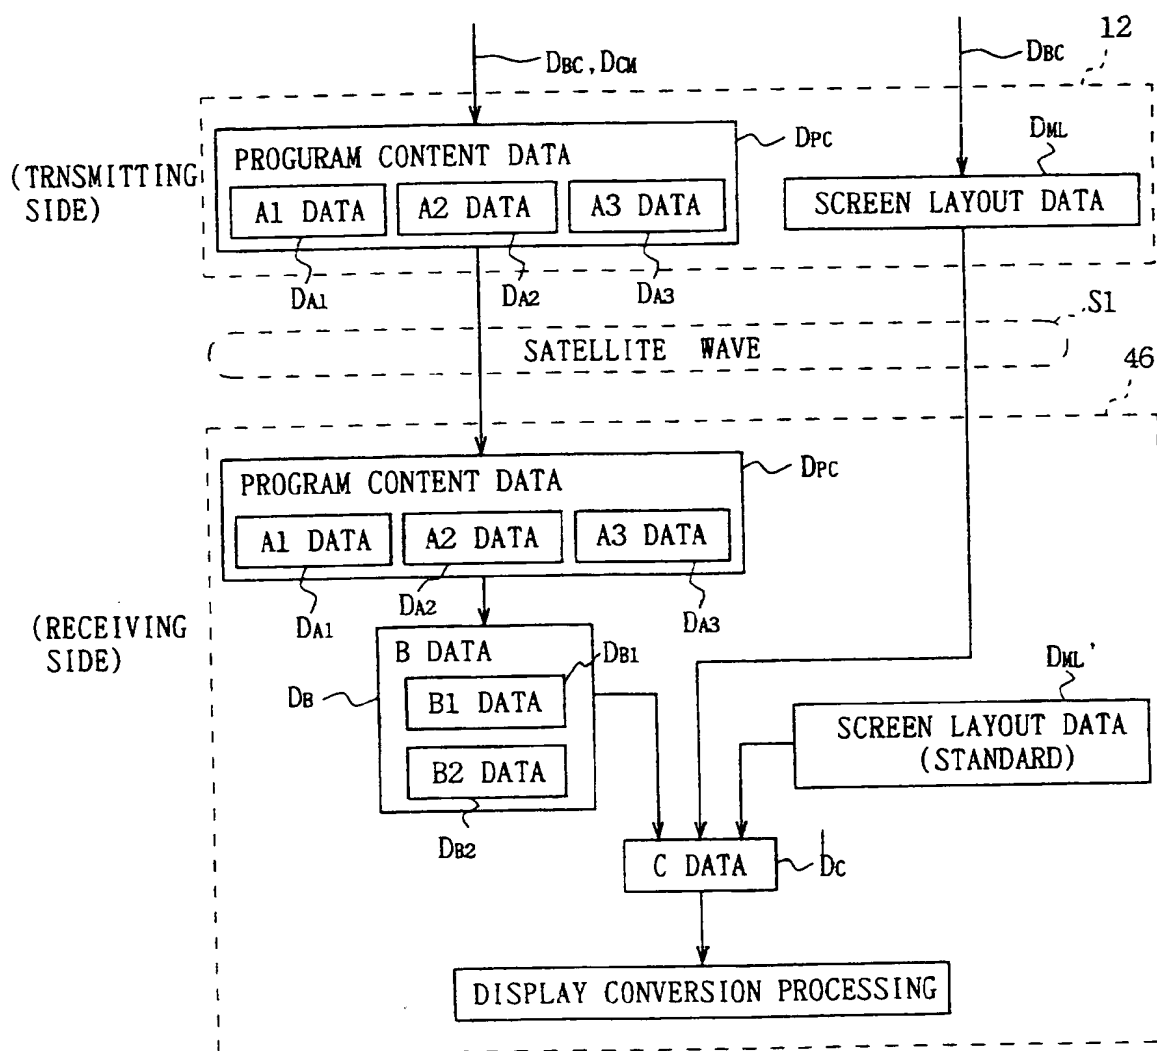 12
DBC, DCM
DBC
(TRNSMITTING
SIDE)
DPC
DML
PROGURAM CONTENT DATA
A1 DATA
A2 DATA
A3 DATA
SCREEN LAYOUT DATA
DA1
DA2
DA3
S1
SATELLITE WAVE
46
DPC
PROGRAM CONTENT DATA
A1 DATA
A2 DATA
A3 DATA
DA1
DA2
DA3
(RECEIVING
SIDE)
B DATA
DB1
DB
B1 DATA
B2 DATA
DB2
DML'
SCREEN LAYOUT DATA
(STANDARD)
C DATA
DC
DISPLAY CONVERSION PROCESSING